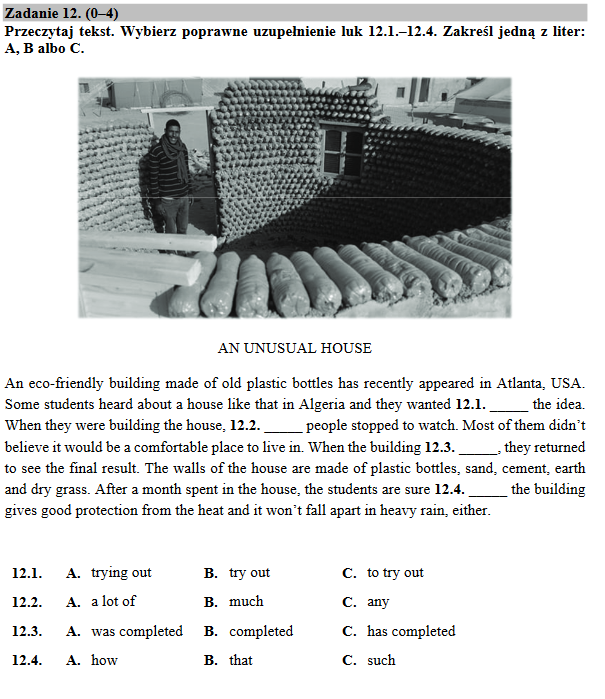 Zadanie 12. (0–4)
Przeczytaj tekst. Wybierz poprawne uzupełnienie luk 12.1.–12.4. Zakreśl jedną z liter:
A, B albo C.
AN UNUSUAL HOUSE
An eco-friendly building made of old plastic bottles has recently appeared in Atlanta, USA.
Some students heard about a house like that in Algeria and they wanted 12.1. _____ the idea.
When they were building the house, 12.2. _____ people stopped to watch. Most of them didn’t
believe it would be a comfortable place to live in. When the building 12.3. _____, they returned
to see the final result. The walls of the house are made of plastic bottles, sand, cement, earth
and dry grass. After a month spent in the house, the students are sure 12.4. _____ the building
gives good protection from the heat and it won’t fall apart in heavy rain, either.
12.1. A. trying out B. try out C. to try out
12.2. A. a lot of B. much C. any
12.3. A. was completed B. completed C. has completed
12.4. A. how B. that C. such